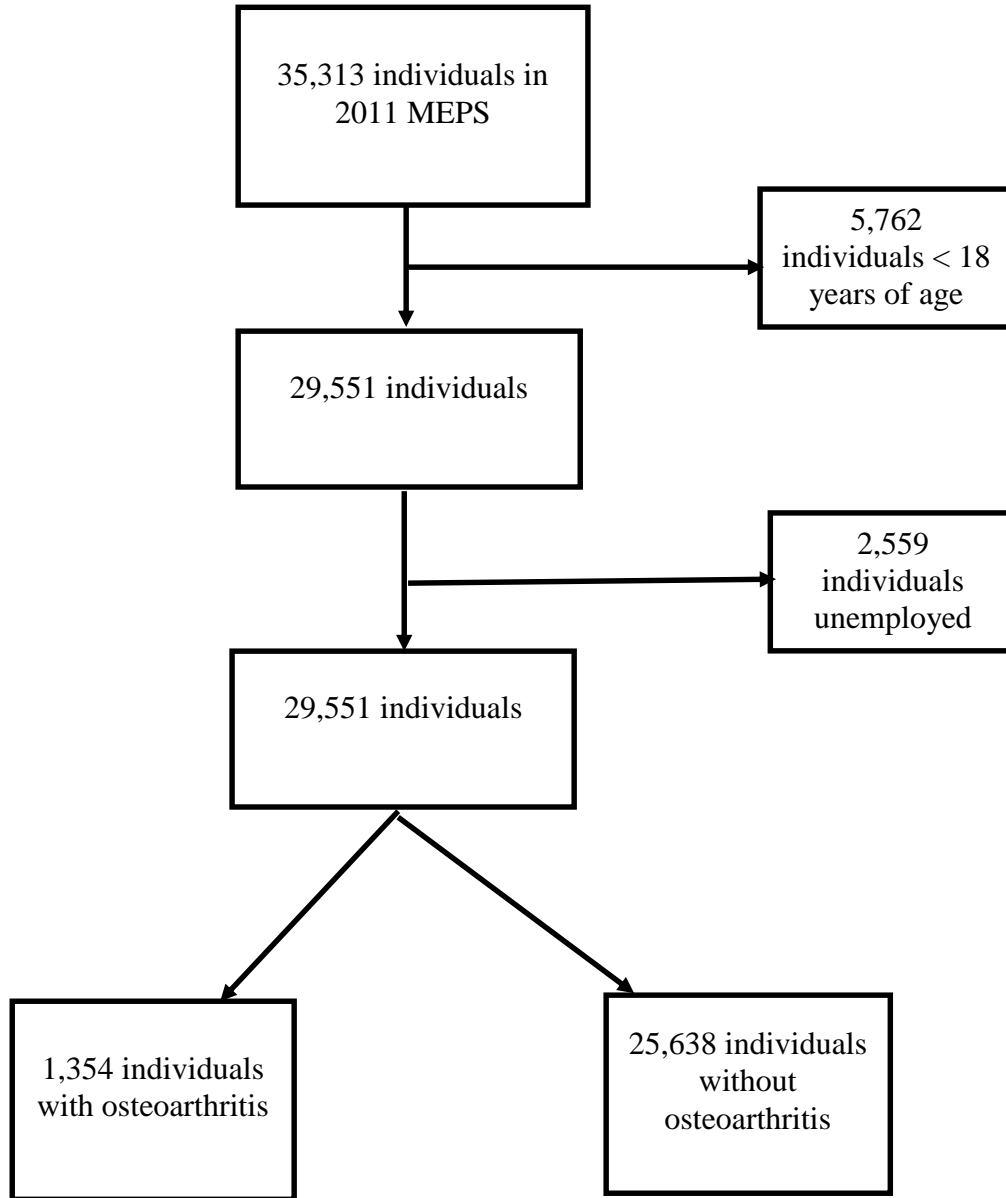 35,313 individuals in
2011 MEPS
5,762
individuals < 18
years of age
29,551 individuals
2,559
individuals
unemployed
29,551 individuals
1,354 individuals
with osteoarthritis
25,638 individuals
without
osteoarthritis